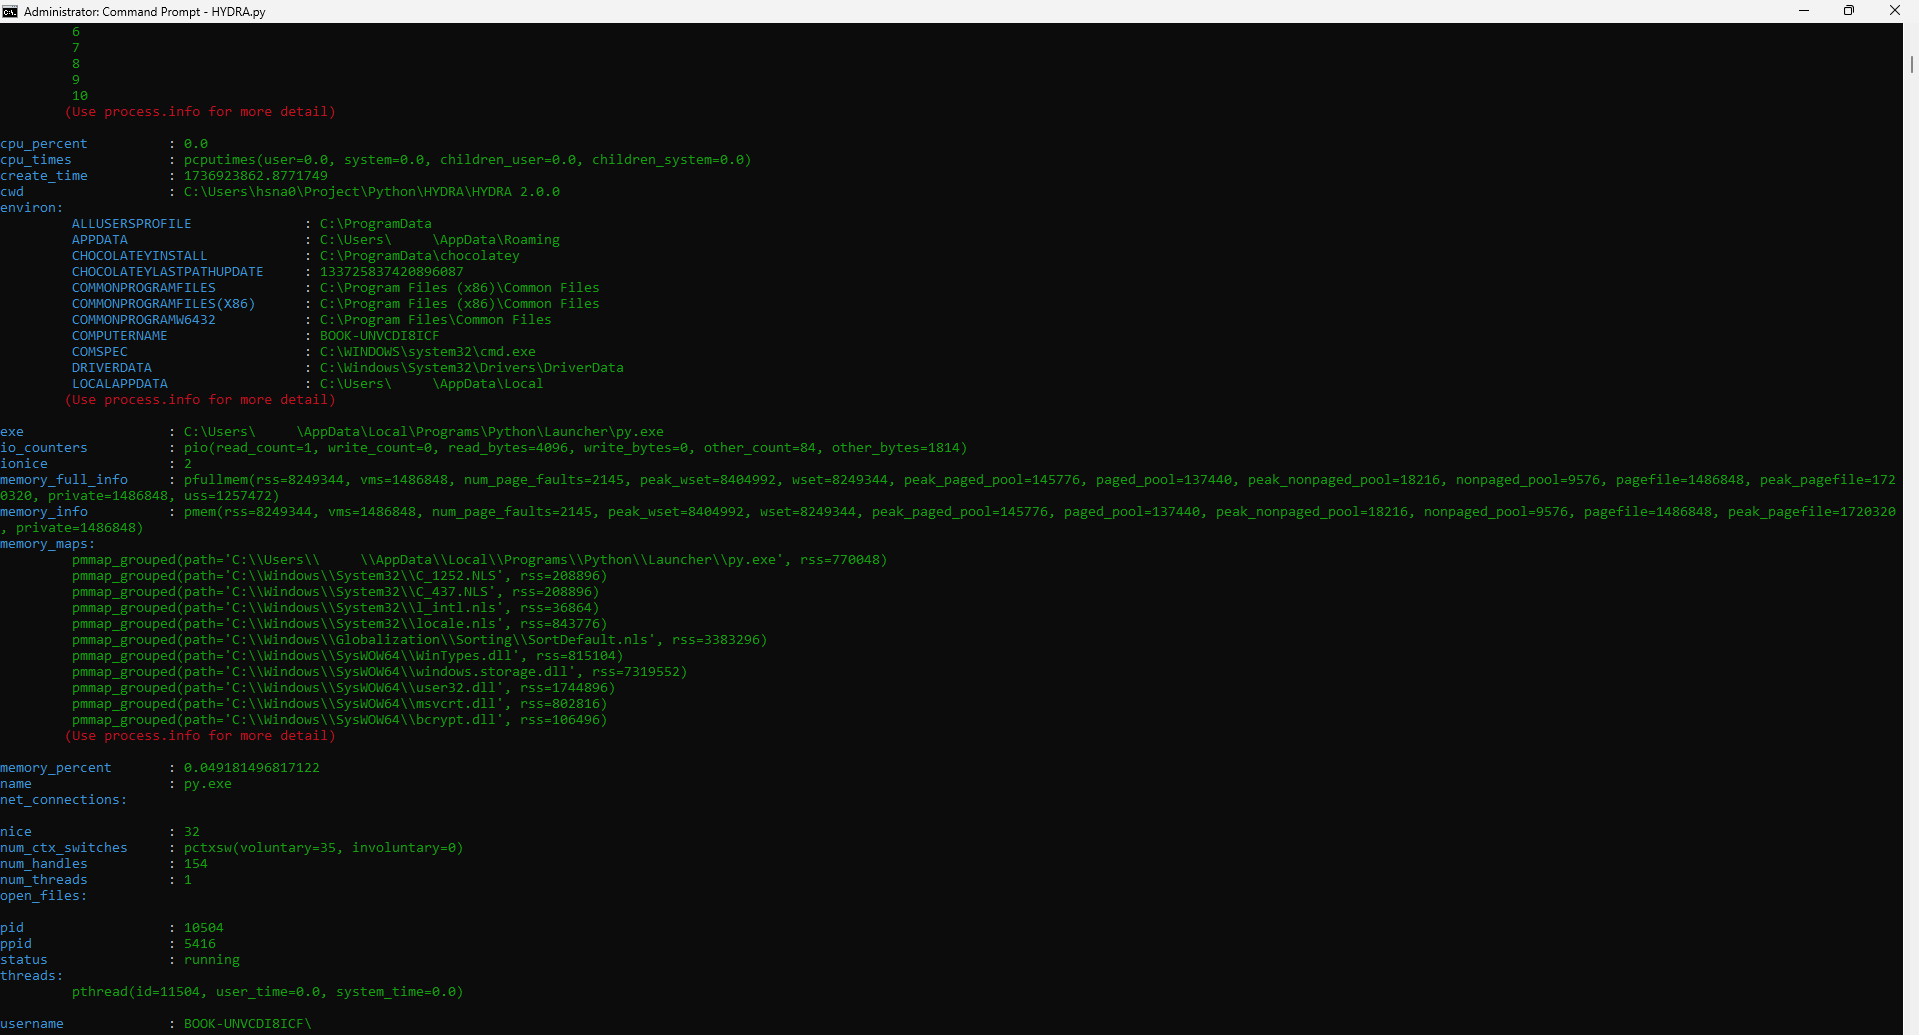 Administrator: Command Prompt - HYDRA.py
6
7
8
9
10
(Use process.info for more detail)
cpu_percent : 0.0
cpu_times : pcputimes(user=0.0, system=0.0, children_user=0.0, children_system=0.0)
create_time : 1736923862.8771749
cwd : C:\Users\hsna0\Project\Python\HYDRA\HYDRA 2.0.0
environ:
ALLUSERSPROFILE : C:\ProgramData
APPDATA : C:\Users\ \AppData\Roaming
CHOCOLATEYINSTALL : C:\ProgramData\chocolatey
CHOCOLATEYLASTPATHUPDATE : 133725837420896087
COMMONPROGRAMFILES : C:\Program Files (x86)\Common Files
COMMONPROGRAMFILES(X86) : C:\Program Files (x86)\Common Files
COMMONPROGRAMW6432 : C:\Program Files\Common Files
COMPUTERNAME : BOOK-UNVCDI8ICF
COMSPEC : C:\WINDOWS\system32\cmd.exe
DRIVERDATA : C:\Windows\System32\Drivers\DriverData
LOCALAPPDATA : C:\Users\ \AppData\Local
(Use process.info for more detail)
exe : C:\Users\ \AppData\Local\Programs\Python\Launcher\py.exe
io_counters : pio(read_count=1, write_count=0, read_bytes=4096, write_bytes=0, other_count=84, other_bytes=1814)
ionice : 2
memory_full_info : pfullmem(rss=8249344, vms=1486848, num_page_faults=2145, peak_wset=8404992, wset=8249344, peak_paged_pool=145776, paged_pool=137440, peak_nonpaged_pool=18216, nonpaged_pool=9576, pagefile=1486848, peak_pagefile=172
0320, private=1486848, uss=1257472)
memory_info : pmem(rss=8249344, vms=1486848, num_page_faults=2145, peak_wset=8404992, wset=8249344, peak_paged_pool=145776, paged_pool=137440, peak_nonpaged_pool=18216, nonpaged_pool=9576, pagefile=1486848, peak_pagefile=1720320
, private=1486848)
memory_maps:
pmmap_grouped(path='C:\\Users\\ \\AppData\\Local\\Programs\\Python\\Launcher\\py.exe', rss=770048)
pmmap_grouped(path='C:\\Windows\\System32\\C_1252.NLS', rss=208896)
pmmap_grouped(path='C:\\Windows\\System32\\C_437.NLS', rss=208896)
pmmap_grouped(path='C:\\Windows\\System32\\l_intl.nls', rss=36864)
pmmap_grouped(path='C:\\Windows\\System32\\locale.nls', rss=843776)
pmmap_grouped(path='C:\\Windows\\Globalization\\Sorting\\SortDefault.nls', rss=3383296)
pmmap_grouped(path='C:\\Windows\\SysWOW64\\WinTypes.dll', rss=815104)
pmmap_grouped(path='C:\\Windows\\SysWOW64\\windows.storage.dll', rss=7319552)
pmmap_grouped(path='C:\\Windows\\SysWOW64\\user32.dll', rss=1744896)
pmmap_grouped(path='C:\\Windows\\SysWOW64\\msvcrt.dll', rss=802816)
pmmap_grouped(path='C:\\Windows\\SysWOW64\\bcrypt.dll', rss=106496)
(Use process.info for more detail)
memory_percent : 0.049181496817122
name : py.exe
net_connections:
nice : 32
num_ctx_switches : pctxsw(voluntary=35, involuntary=0)
num_handles : 154
num_threads : 1
open_files:
pid : 10504
ppid : 5416
status : running
threads:
pthread(id=11504, user_time=0.0, system_time=0.0)
username : BOOK-UNVCDI8ICF\